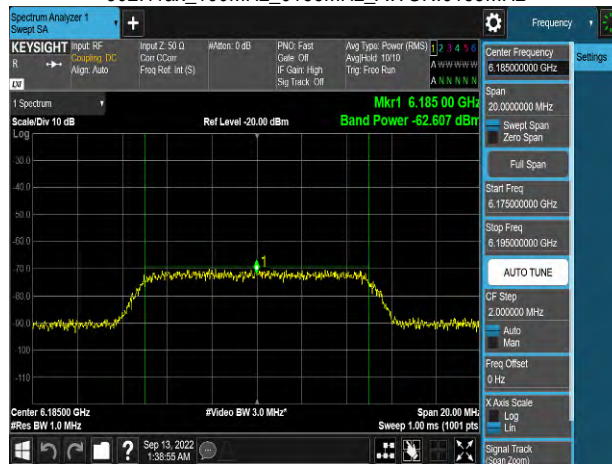 Spectrum Analyzer 1
Swept SA
Frequency
KEYSIGHT
R
LXI
Input: RF
Coupling: DC
Align: Auto
Input Z: 50 Ω
Corr CCorr
Freq Ref: Int (S)
#Atten: 0 dB
PNO: Fast
Gate: Off
IF Gain: High
Sig Track: Off
Avg Type: Power (RMS)
Avg|Hold: 10/10
Trig: Free Run
1 2 3 4 5 6
A W W W W W
A N N N N N
1 Spectrum
Scale/Div 10 dB
Log
Ref Level -20.00 dBm
Mkr1 6.185 00 GHz
Band Power -62.607 dBm
-30.0
-40.0
-50.0
-60.0
-70.0
-80.0
-90.0
-100
-110
1
Center 6.18500 GHz
#Res BW 1.0 MHz
#Video BW 3.0 MHz*
Span 20.00 MHz
Sweep 1.00 ms (1001 pts
Sep 13, 2022
1:38:55 AM
Center Frequency
6.185000000 GHz
Settings
Span
20.0000000 MHz
Swept Span
Zero Span
Full Span
Start Freq
6.175000000 GHz
Stop Freq
6.195000000 GHz
AUTO TUNE
CF Step
2.000000 MHz
Auto
Man
Freq Offset
0 Hz
X Axis Scale
Log
Lin
Signal Track
(Span Zoom)